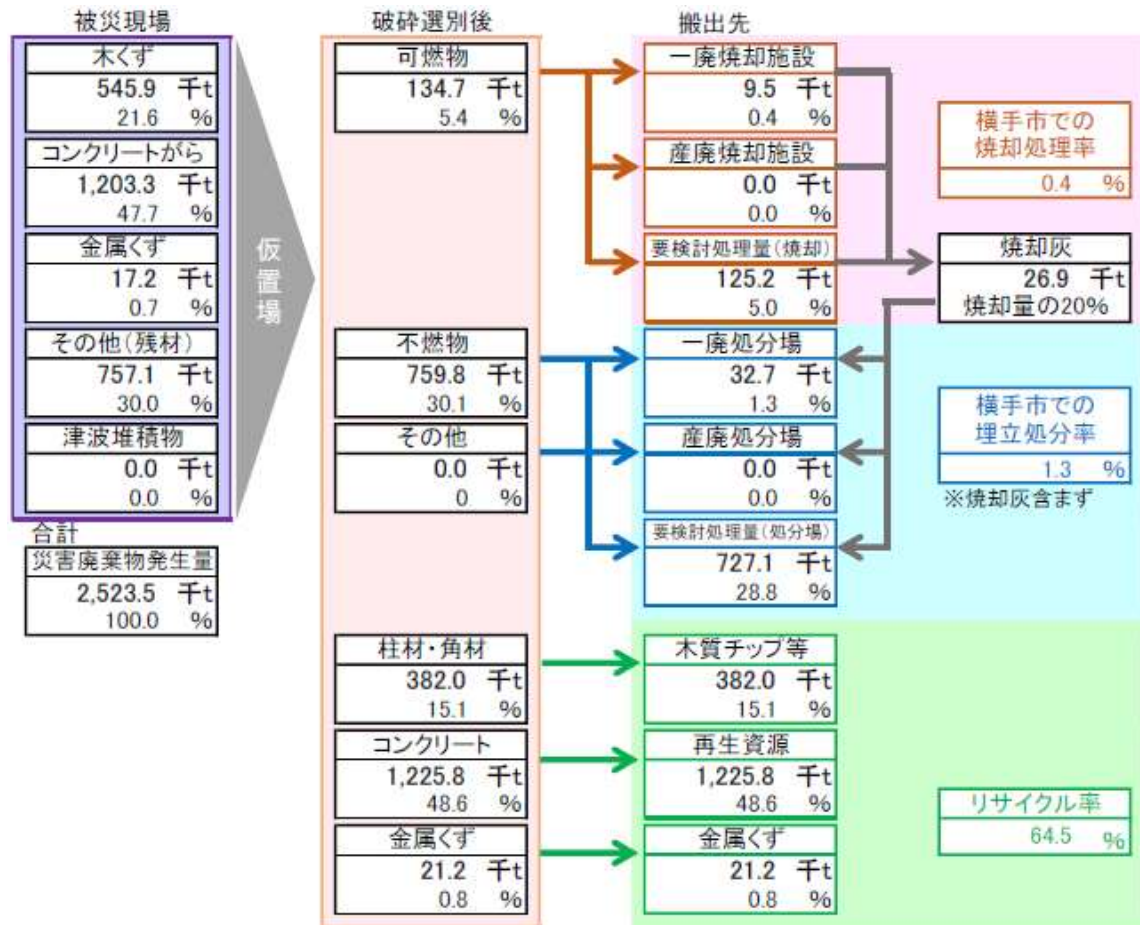 被災現場
木くず
545.9 千t
21.6 %
コンクリートがら
1,203.3 千t
47.7 %
金属くず
17.2 千t
0.7 %
その他(残材)
757.1 千t
30.0 %
津波堆積物
0.0 千t
0.0 %
合計
災害廃棄物発生量
2,523.5 千t
100.0 %
仮置場
破砕選別後
可燃物
134.7 千t
5.4 %
不燃物
759.8 千t
30.1 %
その他
0.0 千t
0 %
柱材・角材
382.0 千t
15.1 %
コンクリート
1,225.8 千t
48.6 %
金属くず
21.2 千t
0.8 %
搬出先
一廃焼却施設
9.5 千t
0.4 %
産廃焼却施設
0.0 千t
0.0 %
要検討処理量(焼却)
125.2 千t
5.0 %
一廃処分場
32.7 千t
1.3 %
産廃処分場
0.0 千t
0.0 %
要検討処理量(処分場)
727.1 千t
28.8 %
木質チップ等
382.0 千t
15.1 %
再生資源
1,225.8 千t
48.6 %
金属くず
21.2 千t
0.8 %
横手市での
焼却処理率
0.4 %
焼却灰
26.9 千t
焼却量の20%
横手市での
埋立処分率
1.3 %
※焼却灰含まず
リサイクル率
64.5 %